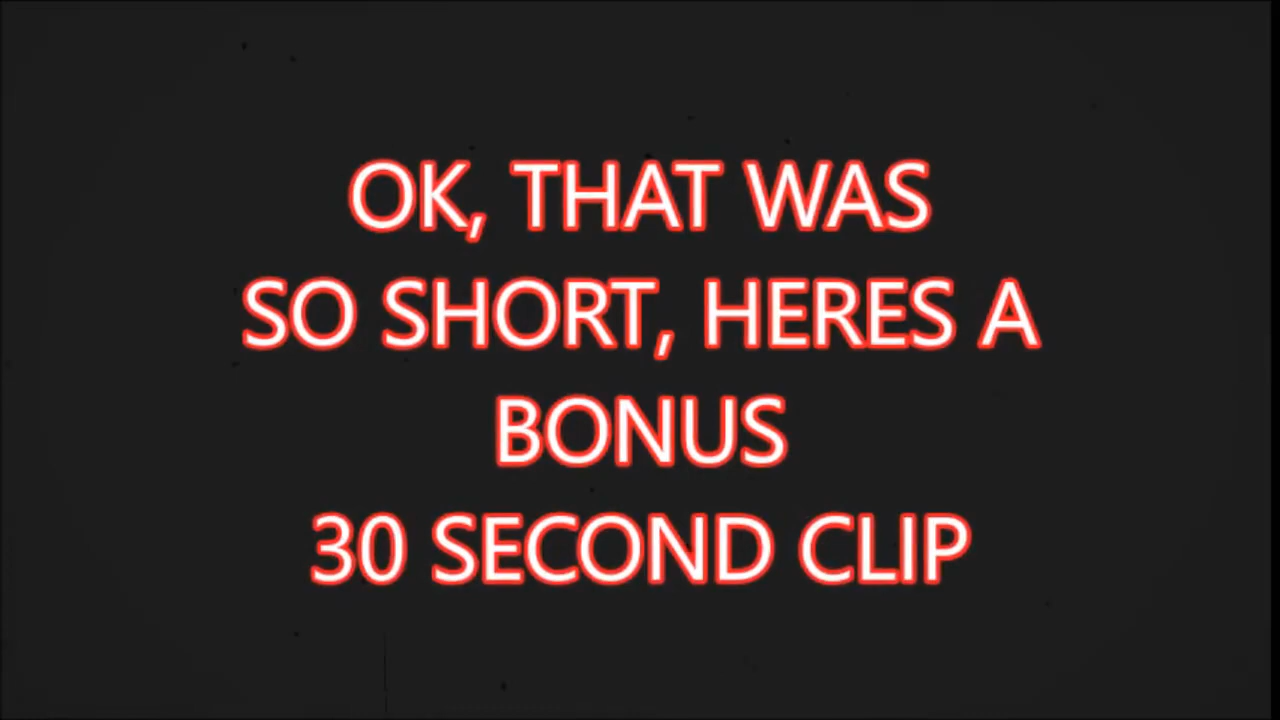 OK, THAT WAS
SO SHORT, HERES A
BONUS
30 SECOND CLIP